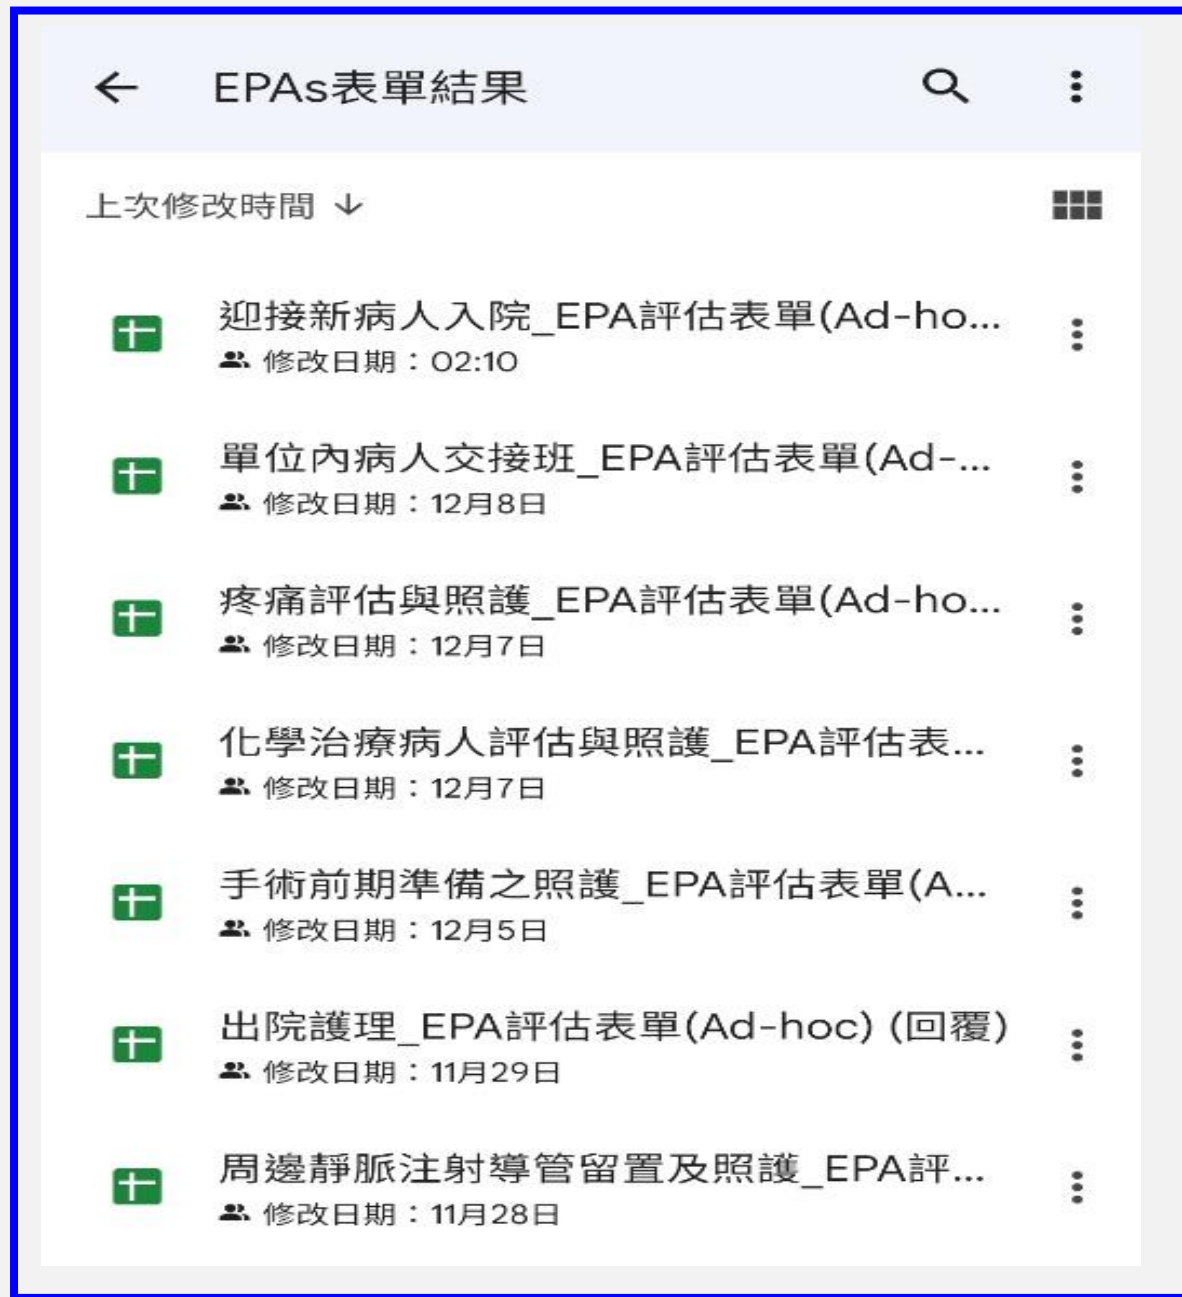 EPAs表單結果
上次修改時間
迎接新病人入院_EPA評估表單(Ad-ho...
修改日期：02:10
單位內病人交接班_EPA評估表單(Ad-...
修改日期：12月8日
疼痛評估與照護_EPA評估表單(Ad-ho...
修改日期：12月7日
化學治療病人評估與照護_EPA評估表...
修改日期：12月7日
手術前期準備之照護_EPA評估表單(A...
修改日期：12月5日
出院護理_EPA評估表單(Ad-hoc) (回覆)
修改日期：11月29日
周邊靜脈注射導管留置及照護_EPA評...
修改日期：11月28日